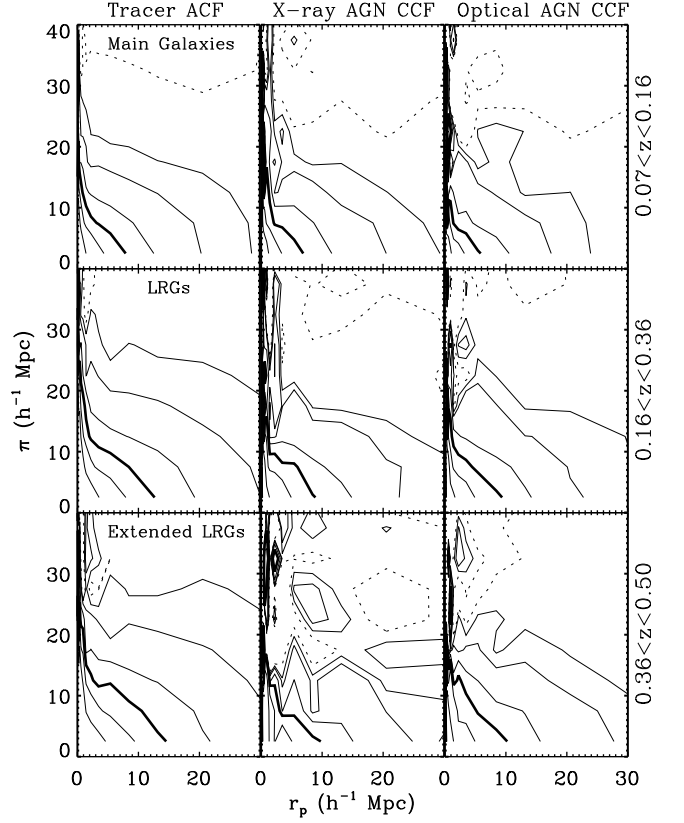 Tracer ACF X-ray AGN CCF Optical AGN CCF
40
Main Galaxies
30
20
10
0
0.07<z<0.16
LRGs
30
20
10
0
0.16<z<0.36
π (h⁻¹ Mpc)
Extended LRGs
30
20
10
0
0.36<z<0.50
0 10 20 0 10 20 0 10 20 30
r_p (h⁻¹ Mpc)